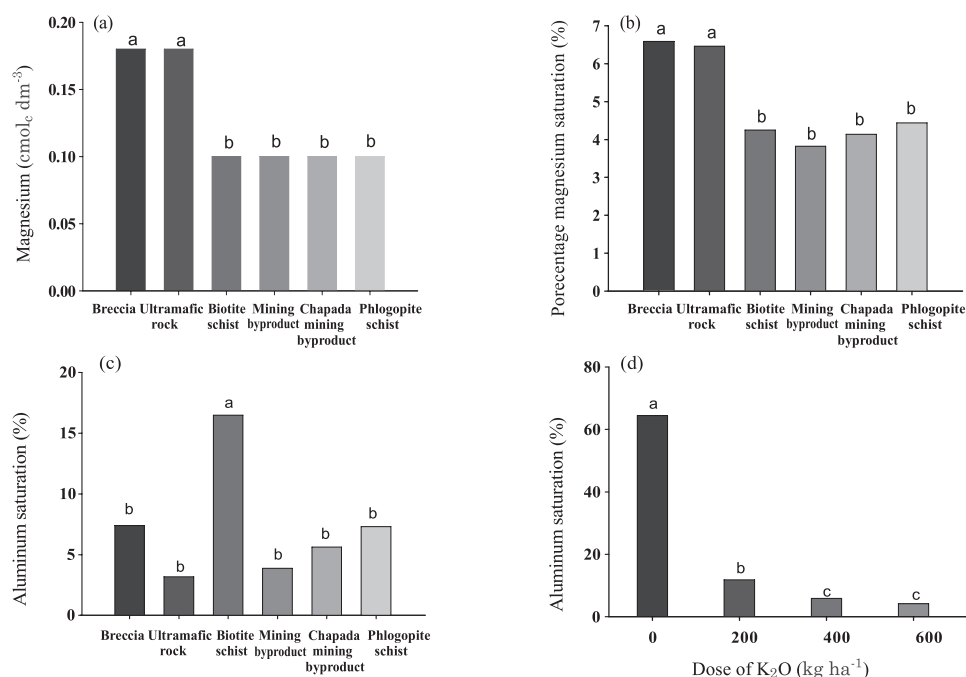 (a)
Magnesium (cmolc dm-3)
0.20
0.15
0.10
0.05
0.00
a a b b b b
Breccia Ultramafic Biotite Mining Chapada Phlogopite
rock schist byproduct mining schist
byproduct
(b)
Porecentage magnesium saturation (%)
7
6
5
4
3
2
1
0
a a b b b b
Breccia Ultramafic Biotite Mining Chapada Phlogopite
rock schist byproduct mining schist
byproduct
(c)
Aluminum saturation (%)
20
15
10
5
0
b b a b b b
Breccia Ultramafic Biotite Mining Chapada Phlogopite
rock schist byproduct mining schist
byproduct
(d)
Aluminum saturation (%)
80
60
40
20
0
a b c c
0 200 400 600
Dose of K2O (kg ha-1)